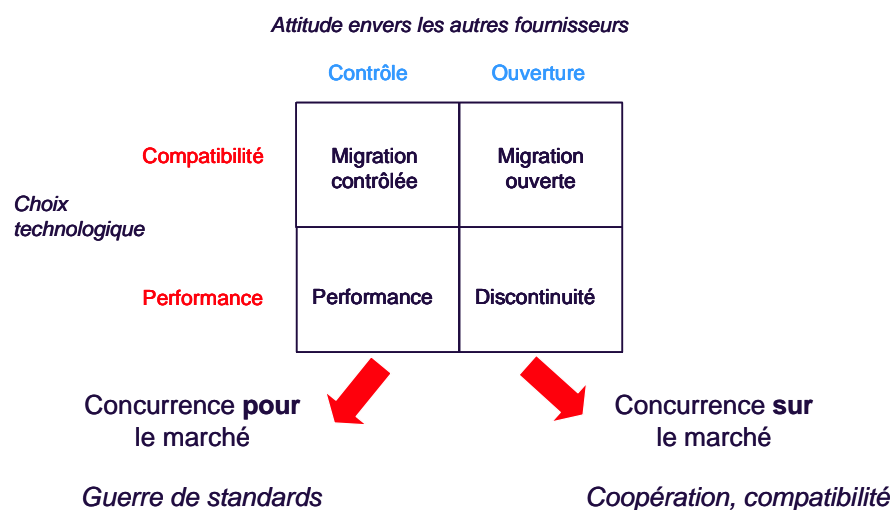 Attitude envers les autres fournisseurs
Contrôle Ouverture
Compatibilité Migration Migration
contrôlée ouverte
Choix
technologique
Performance Performance Discontinuité
Concurrence pour Concurrence sur
le marché le marché
Guerre de standards Coopération, compatibilité